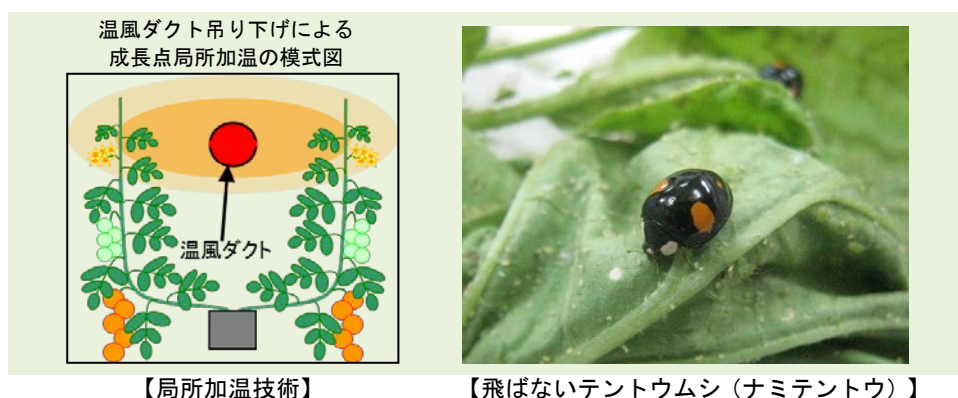 温風ダクト吊り下げによる
成長点局所加温の模式図
温風ダクト
【局所加温技術】
【飛ばないテントウムシ（ナミテントウ）】